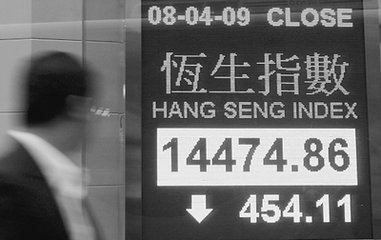 08-04-09 CLOSE
恆生指數
HANG SENG INDEX
14474.86
↓ 454.11